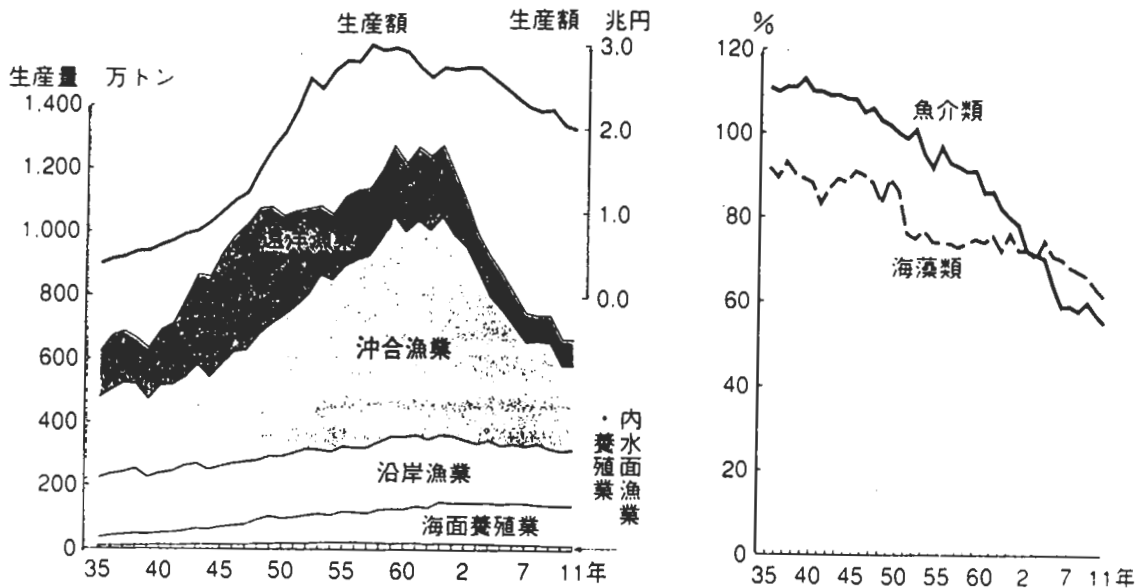 生産額
生産額 兆円
生産量 万トン
3.0
2.0
1.0
0.0
1.400
1.200
1.000
800
600
400
200
0
遠洋漁業
沖合漁業
沿岸漁業
海面養殖業
内水面漁業
・養殖業
35 40 45 50 55 60 2 7 11年
%
120
100
80
60
40
20
0
魚介類
海藻類
35 40 45 50 55 60 2 7 11年